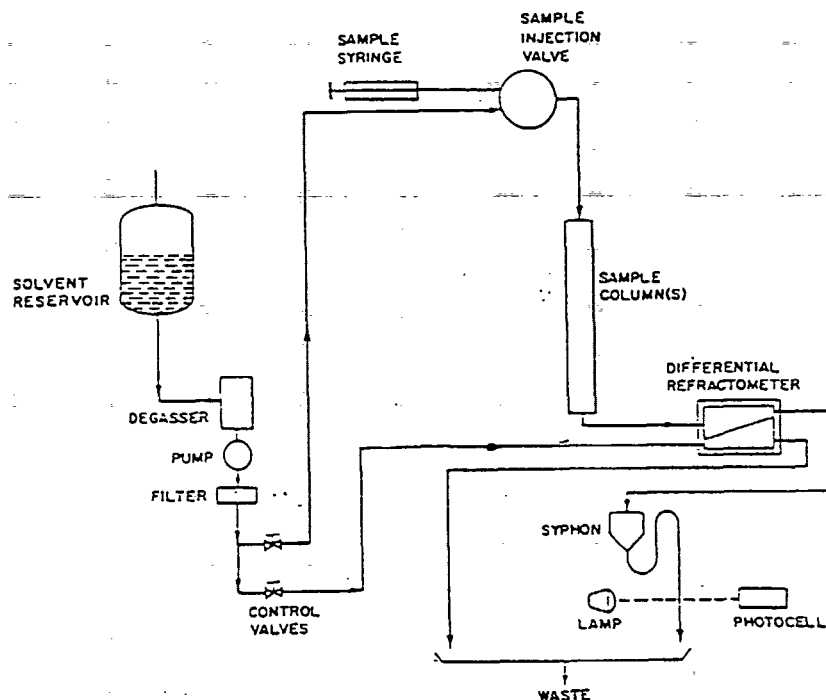 SAMPLE
SYRINGE
SAMPLE
INJECTION
VALVE
SOLVENT
RESERVOIR
SAMPLE
COLUMN(S)
DIFFERENTIAL
REFRACTOMETER
DEGASSER
PUMP
FILTER
SYPHON
CONTROL
VALVES
LAMP
PHOTOCELL
WASTE